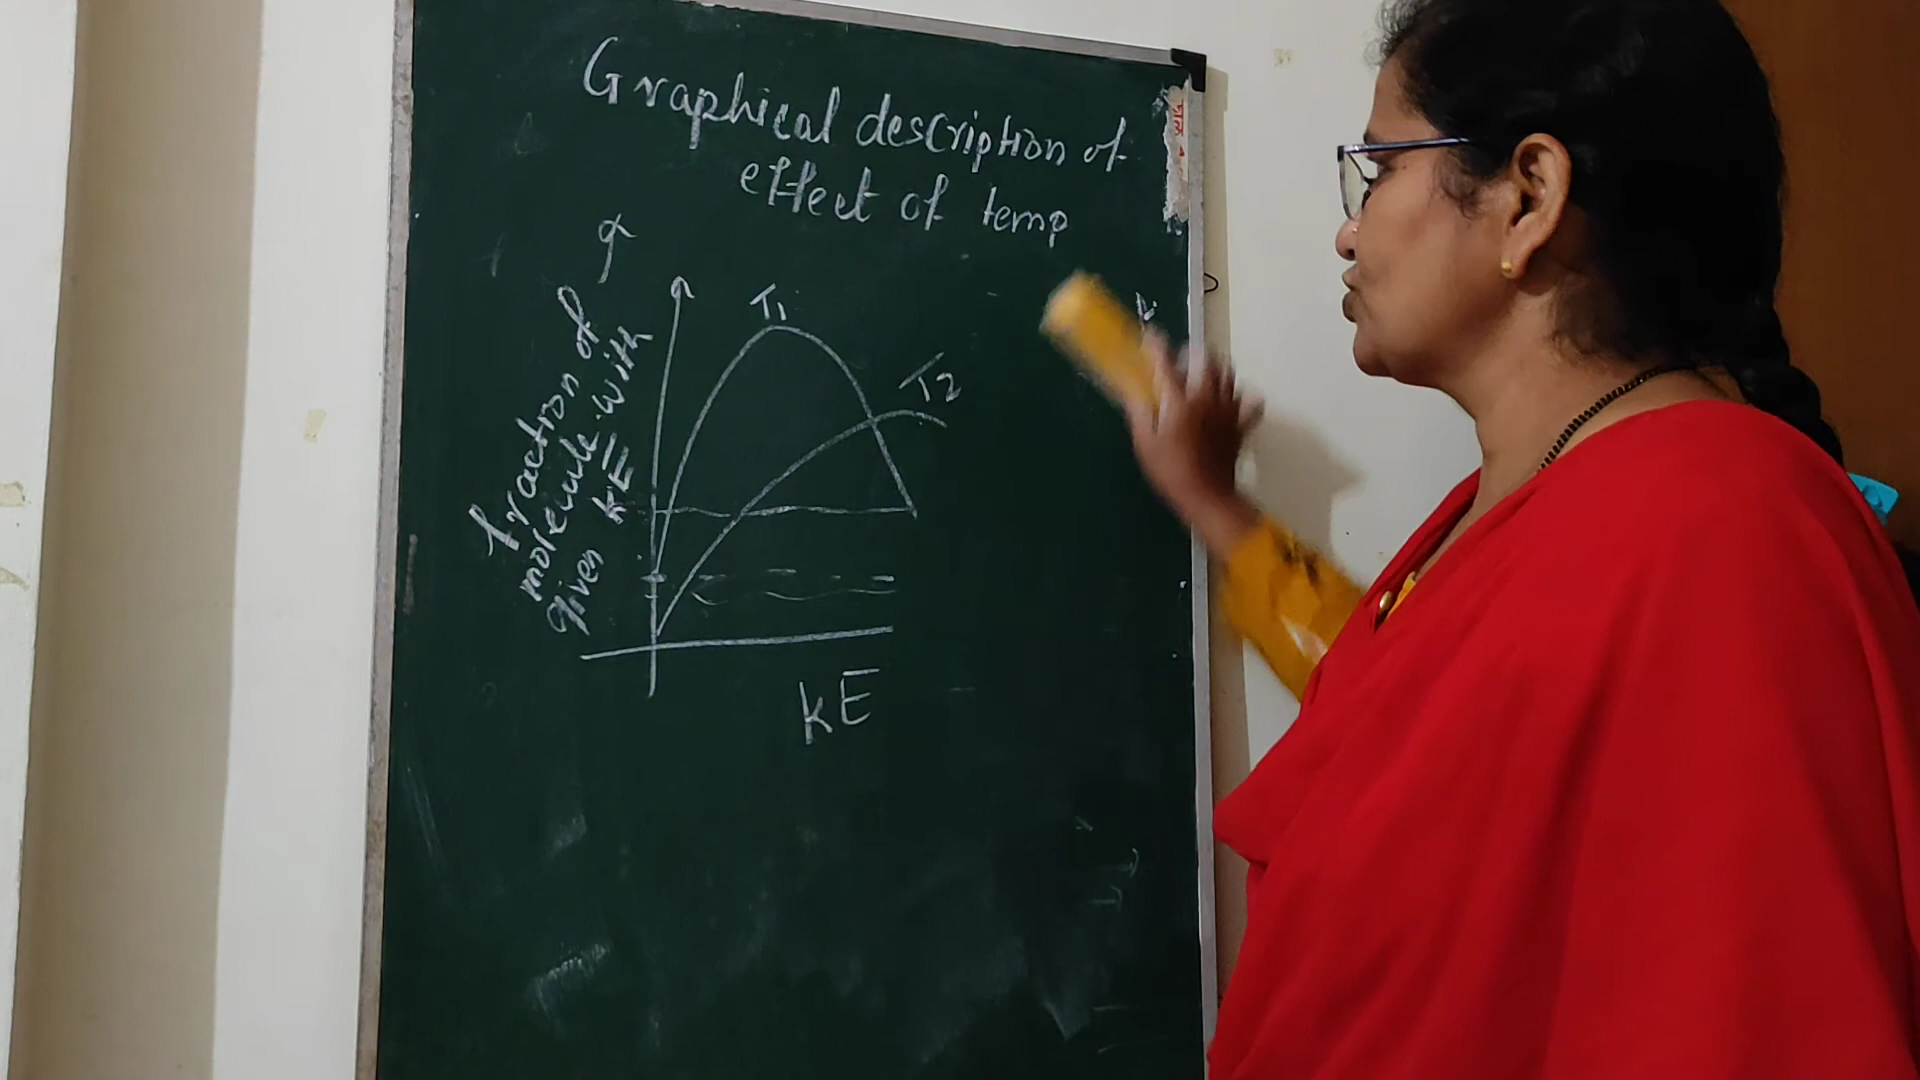 Graphical description of
effect of temp
fraction of
molecule with
given KE
T1
T2
KE